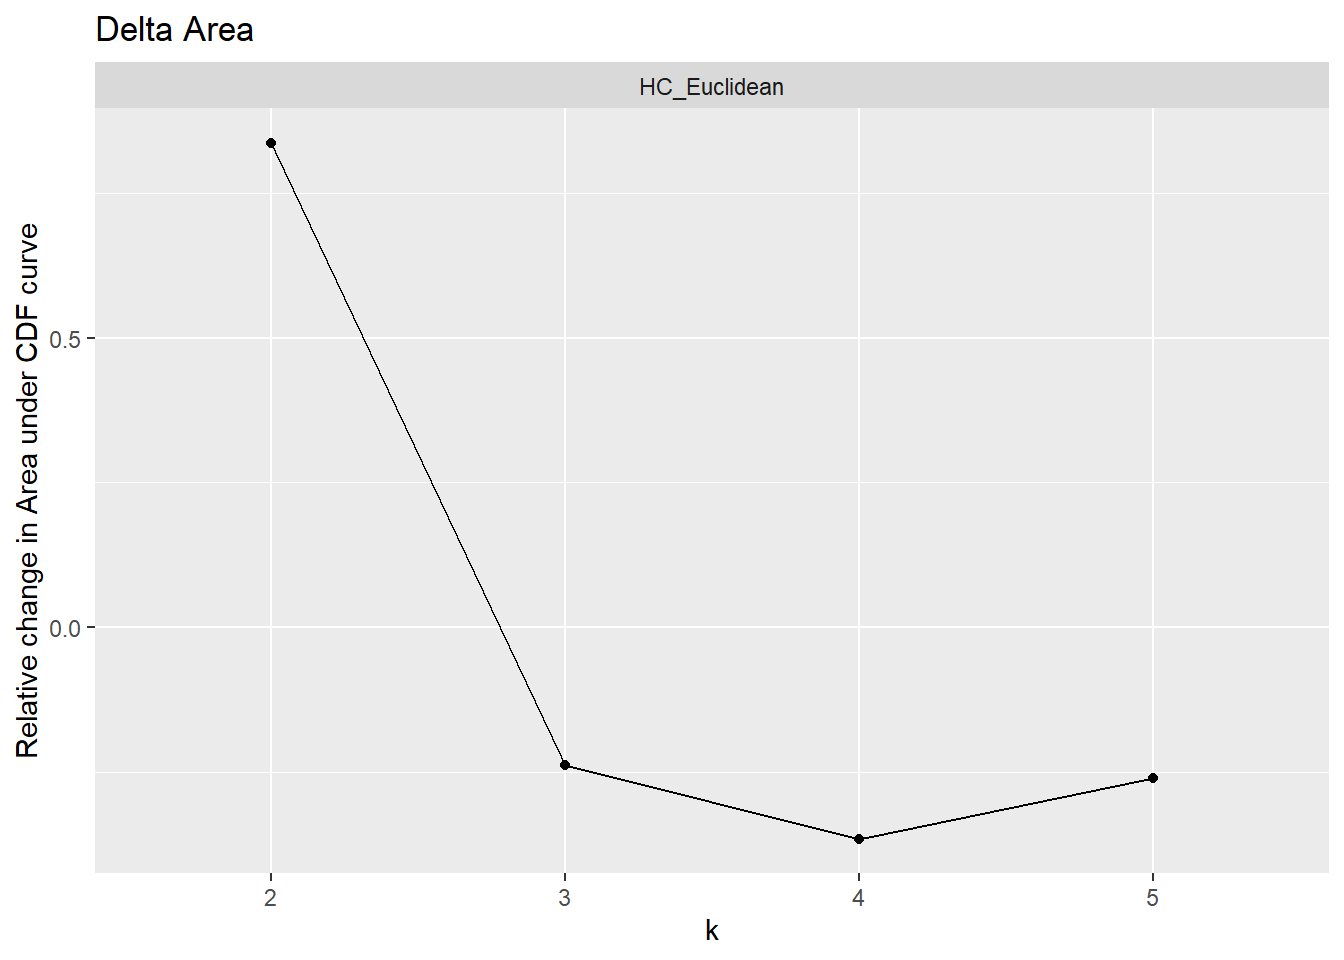 Delta Area
HC_Euclidean
Relative change in Area under CDF curve
0.5
0.0
2 3 4 5
k